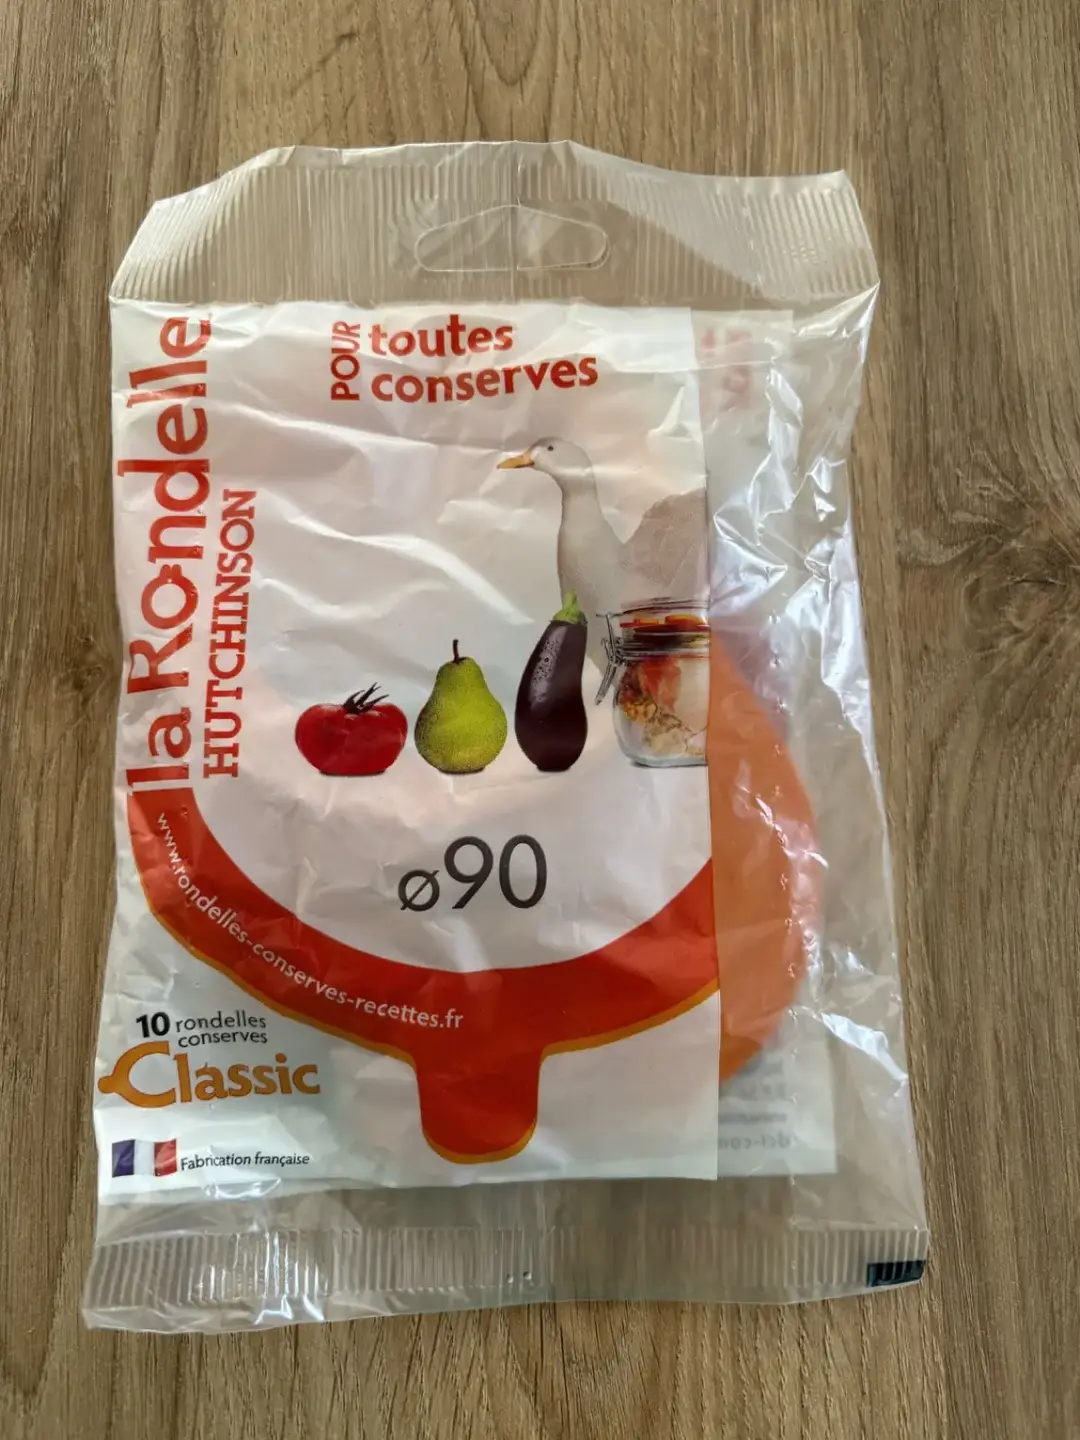 la Rondelle
HUTCHINSON
POUR toutes
conserves
ø90
www.rondelles-conserves-recettes.fr
10 rondelles
conserves
Classic
Fabrication française